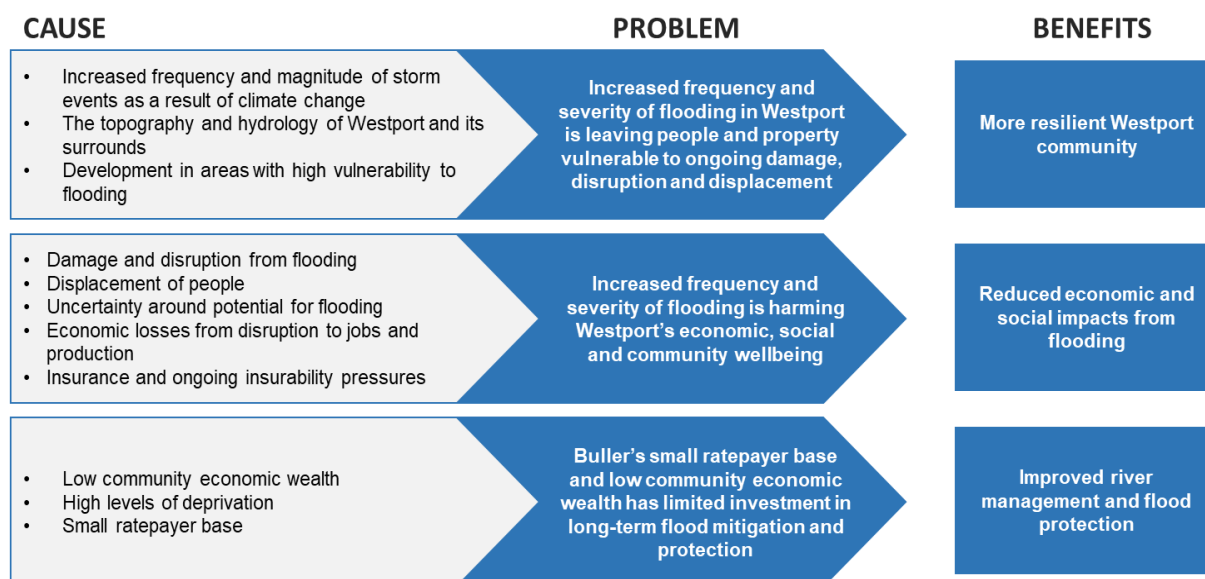 CAUSE
PROBLEM
BENEFITS
• Increased frequency and magnitude of storm
events as a result of climate change
• The topography and hydrology of Westport and its
surrounds
• Development in areas with high vulnerability to
flooding
Increased frequency and
severity of flooding in Westport
is leaving people and property
vulnerable to ongoing damage,
disruption and displacement
More resilient Westport
community
• Damage and disruption from flooding
• Displacement of people
• Uncertainty around potential for flooding
• Economic losses from disruption to jobs and
production
• Insurance and ongoing insurability pressures
Increased frequency and
severity of flooding is harming
Westport's economic, social
and community wellbeing
Reduced economic and
social impacts from
flooding
• Low community economic wealth
• High levels of deprivation
• Small ratepayer base
Buller's small ratepayer base
and low community economic
wealth has limited investment in
long-term flood mitigation and
protection
Improved river
management and flood
protection